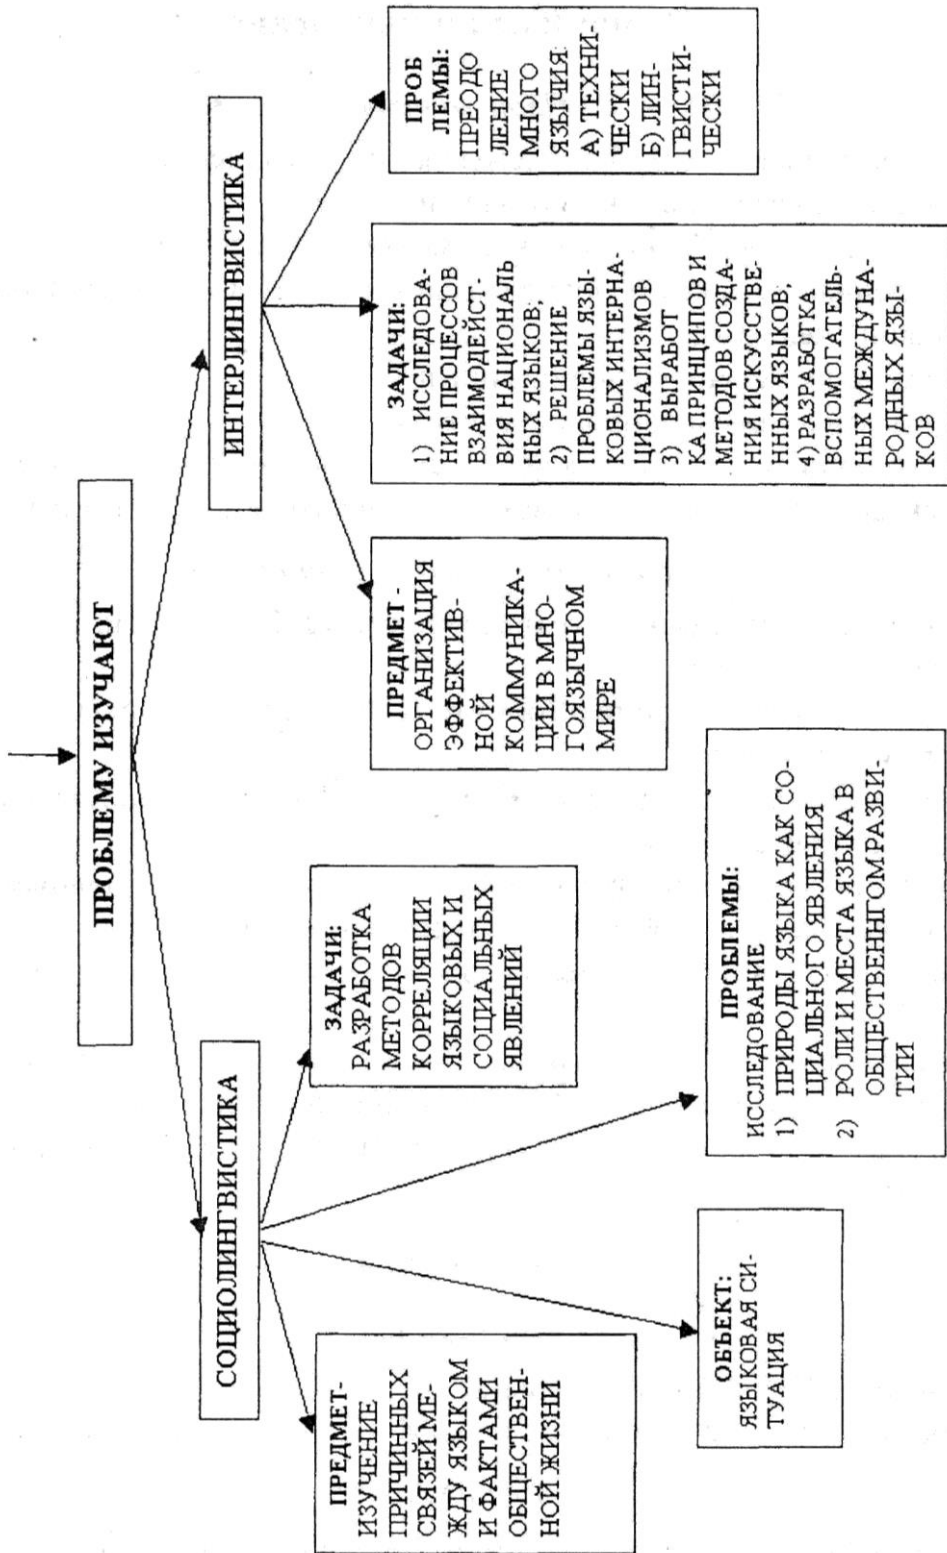 ПРОБЛЕМУ ИЗУЧАЮТ
СОЦИОЛИНГВИСТИКА
ПРЕДМЕТ-
ИЗУЧЕНИЕ
ПРИЧИННЫХ
СВЯЗЕЙ МЕ-
ЖДУ ЯЗЫКОМ
И ФАКТАМИ
ОБЩЕСТВЕН-
НОЙ ЖИЗНИ
ОБЪЕКТ:
ЯЗЫКОВАЯ СИ-
ТУАЦИЯ
ПРОБЛЕМЫ:
ИССЛЕДОВАНИЕ
1) ПРИРОДЫ ЯЗЫКА КАК СО-
ЦИАЛЬНОГО ЯВЛЕНИЯ
2) РОЛИ И МЕСТА ЯЗЫКА В
ОБЩЕСТВЕННГОМ РАЗВИ-
ТИИ
ЗАДАЧИ:
РАЗРАБОТКА
МЕТОДОВ
КОРРЕЛЯЦИИ
ЯЗЫКОВЫХ И
СОЦИАЛЬНЫХ
ЯВЛЕНИЙ
ИНТЕРЛИНГВИСТИКА
ПРЕДМЕТ -
ОРГАНИЗАЦИЯ
ЭФФЕКТИВ-
НОЙ
КОММУНИКА-
ЦИИ В МНО-
ГОЯЗЫЧНОМ
МИРЕ
ЗАДАЧИ:
1) ИССЛЕДОВА-
НИЕ ПРОЦЕССОВ
ВЗАИМОДЕЙСТ-
ВИЯ НАЦИОНАЛЬ
НЫХ ЯЗЫКОВ;
2) РЕШЕНИЕ
ПРОБЛЕМЫ ЯЗЫ-
КОВЫХ ИНТЕРНА-
ЦИОНАЛИЗМОВ
3) ВЫРАБОТ
КА ПРИНЦИПОВ И
МЕТОДОВ СОЗДА-
НИЯ ИСКУССТВЕ-
ННЫХ ЯЗЫКОВ;
4) РАЗРАБОТКА
ВСПОМОГАТЕЛЬ-
НЫХ МЕЖДУНА-
РОДНЫХ ЯЗЫ-
КОВ
ПРОБ
ЛЕМЫ:
ПРЕОДО
ЛЕНИЕ
МНОГО
ЯЗЫЧИЯ:
А) ТЕХНИ-
ЧЕСКИ
Б) ЛИН-
ГВИСТИ-
ЧЕСКИ